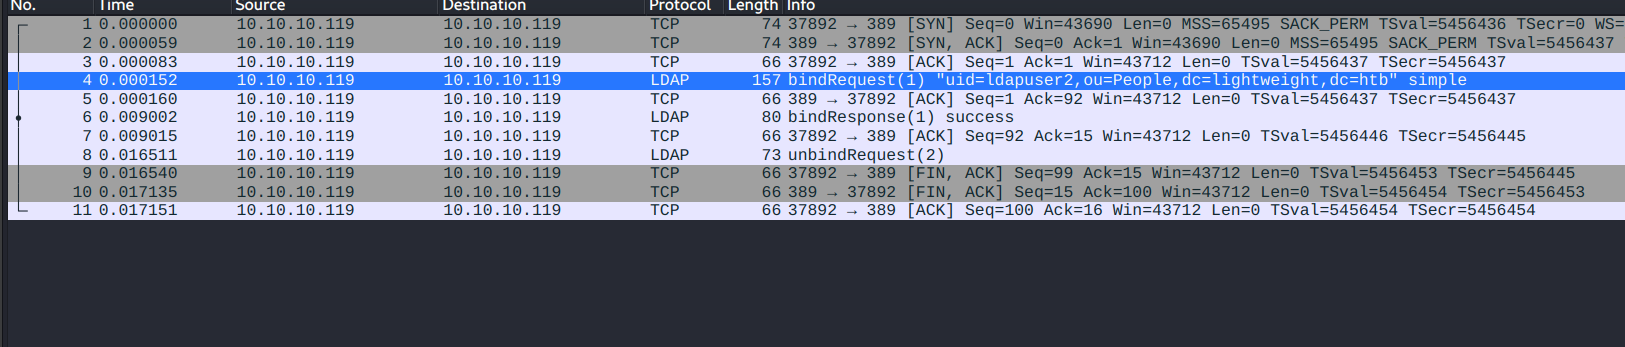 No. Time Source Destination Protocol Length Info
1 0.000000 10.10.10.119 10.10.10.119 TCP 74 37892 → 389 [SYN] Seq=0 Win=43690 Len=0 MSS=65495 SACK_PERM TSval=5456436 TSecr=0 WS=
2 0.000059 10.10.10.119 10.10.10.119 TCP 74 389 → 37892 [SYN, ACK] Seq=0 Ack=1 Win=43690 Len=0 MSS=65495 SACK_PERM TSval=5456437
3 0.000083 10.10.10.119 10.10.10.119 TCP 66 37892 → 389 [ACK] Seq=1 Ack=1 Win=43712 Len=0 TSval=5456437 TSecr=5456437
4 0.000152 10.10.10.119 10.10.10.119 LDAP 157 bindRequest(1) "uid=ldapuser2,ou=People,dc=lightweight,dc=htb" simple
5 0.000160 10.10.10.119 10.10.10.119 TCP 66 389 → 37892 [ACK] Seq=1 Ack=92 Win=43712 Len=0 TSval=5456437 TSecr=5456437
6 0.009002 10.10.10.119 10.10.10.119 LDAP 80 bindResponse(1) success
7 0.009015 10.10.10.119 10.10.10.119 TCP 66 37892 → 389 [ACK] Seq=92 Ack=15 Win=43712 Len=0 TSval=5456446 TSecr=5456445
8 0.016511 10.10.10.119 10.10.10.119 LDAP 73 unbindRequest(2)
9 0.016540 10.10.10.119 10.10.10.119 TCP 66 37892 → 389 [FIN, ACK] Seq=99 Ack=15 Win=43712 Len=0 TSval=5456453 TSecr=5456445
10 0.017135 10.10.10.119 10.10.10.119 TCP 66 389 → 37892 [FIN, ACK] Seq=15 Ack=100 Win=43712 Len=0 TSval=5456454 TSecr=5456453
11 0.017151 10.10.10.119 10.10.10.119 TCP 66 37892 → 389 [ACK] Seq=100 Ack=16 Win=43712 Len=0 TSval=5456454 TSecr=5456454